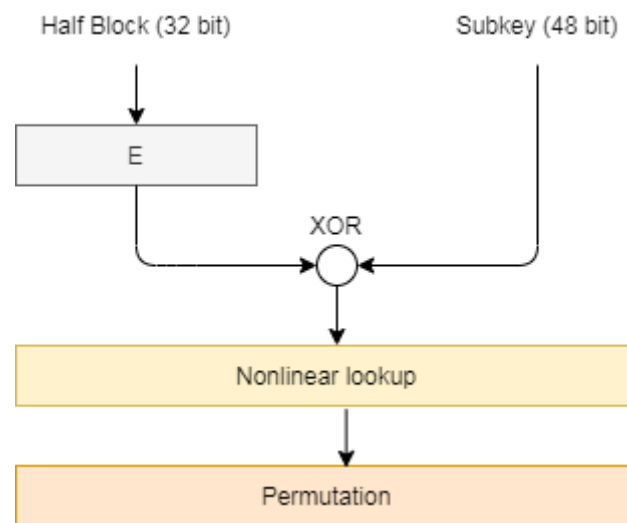 Half Block (32 bit)
Subkey (48 bit)
E
XOR
Nonlinear lookup
Permutation